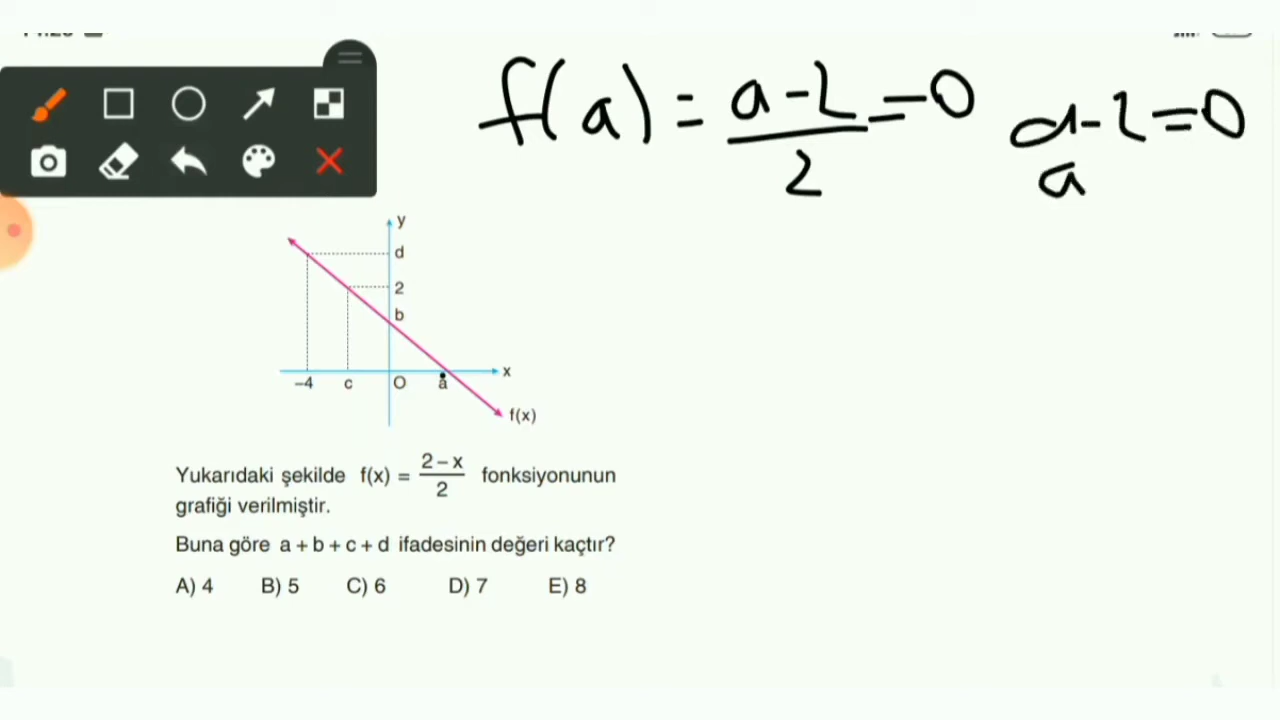 f(a) = a-2/2 = 0 a-2=0
a
y
d
2
b
-4 c O a x
f(x)
Yukarıdaki şekilde f(x) = 2-x/2 fonksiyonunun
grafiği verilmiştir.
Buna göre a + b + c + d ifadesinin değeri kaçtır?
A) 4 B) 5 C) 6 D) 7 E) 8